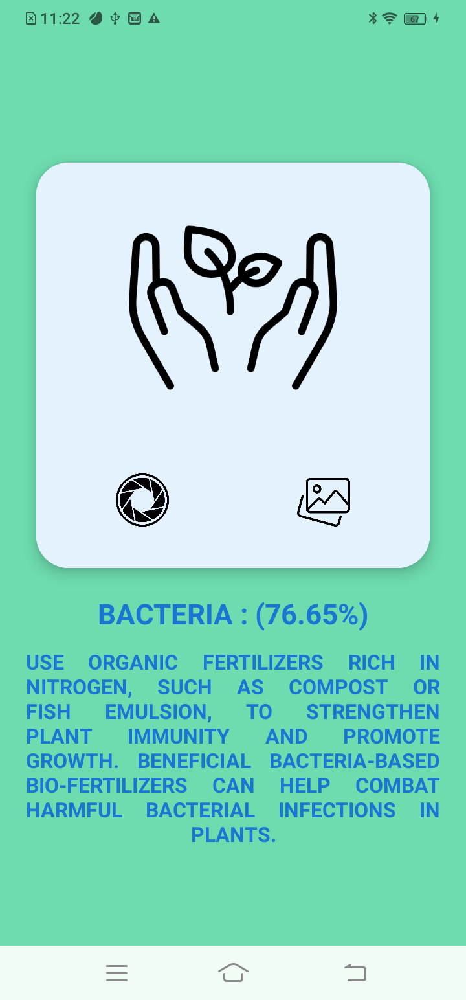 11:22
67
BACTERIA : (76.65%)
USE ORGANIC FERTILIZERS RICH IN
NITROGEN, SUCH AS COMPOST OR
FISH EMULSION, TO STRENGTHEN
PLANT IMMUNITY AND PROMOTE
GROWTH. BENEFICIAL BACTERIA-BASED
BIO-FERTILIZERS CAN HELP COMBAT
HARMFUL BACTERIAL INFECTIONS IN
PLANTS.